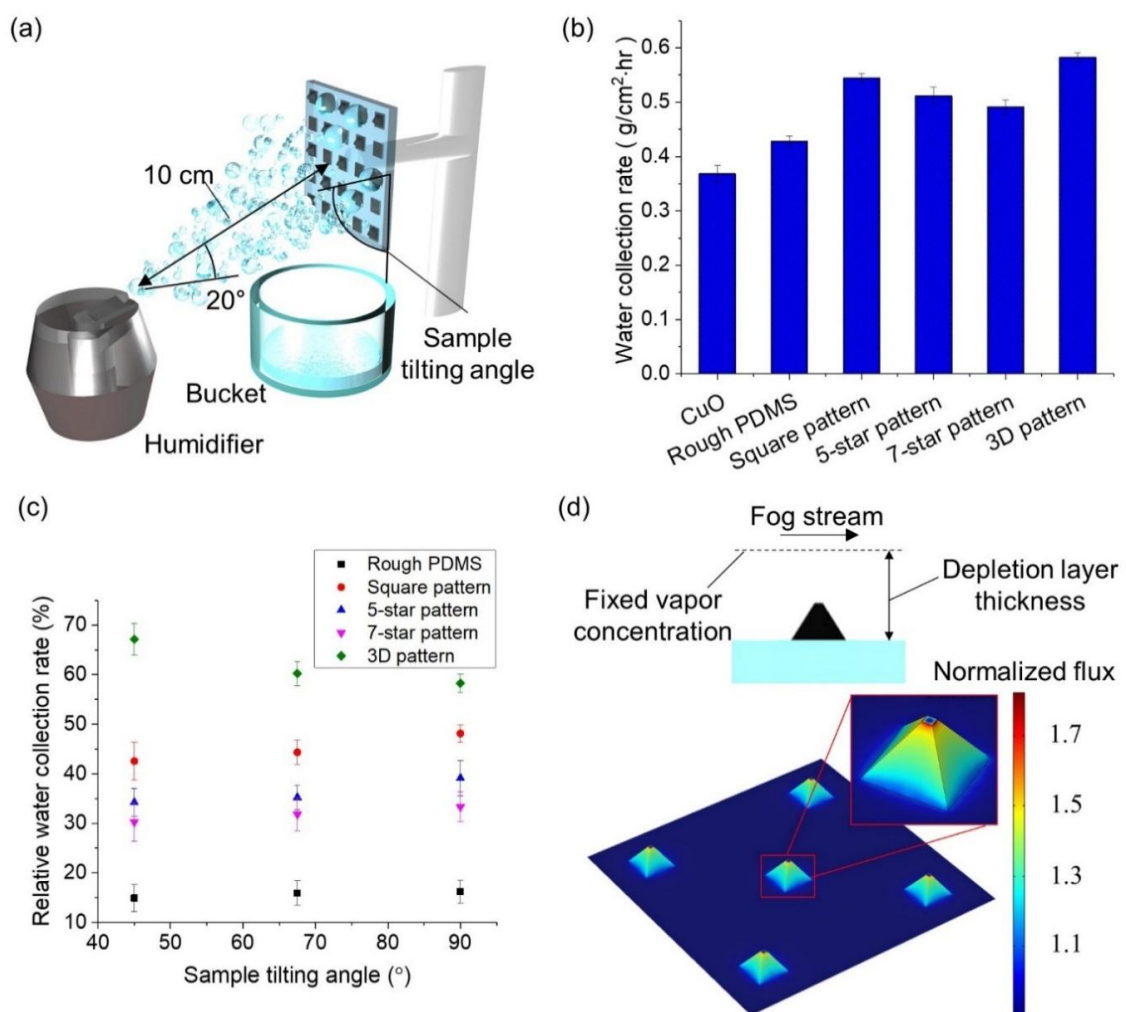 (a)
10 cm
20°
Sample
tilting angle
Bucket
Humidifier
(b)
Water collection rate ( g/cm²·hr)
0.6
0.5
0.4
0.3
0.2
0.1
0.0
CuO
Rough PDMS
Square pattern
5-star pattern
7-star pattern
3D pattern
(c)
Relative water collection rate (%)
70
60
50
40
30
20
10
40
50
60
70
80
90
Sample tilting angle (°)
Rough PDMS
Square pattern
5-star pattern
7-star pattern
3D pattern
(d)
Fog stream
Fixed vapor
concentration
Depletion layer
thickness
Normalized flux
1.7
1.5
1.3
1.1